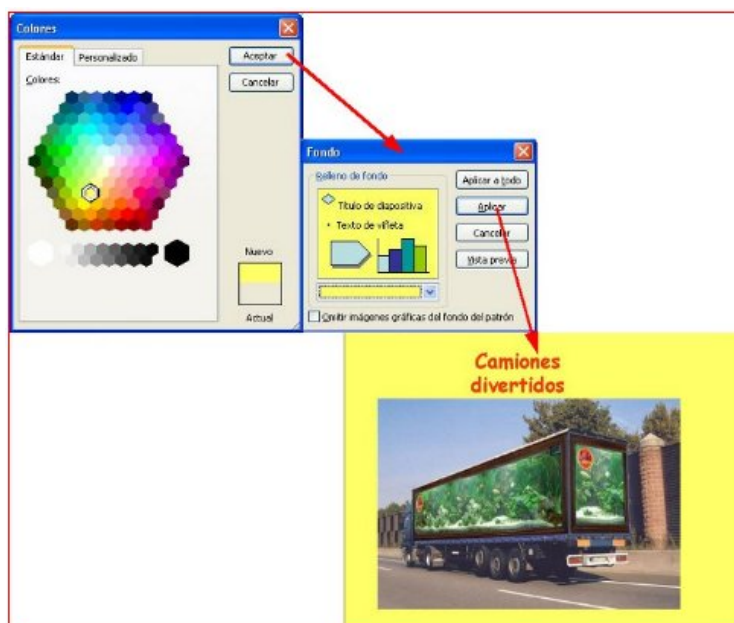 Colores
Estándar
Personalizado
Colores:
Aceptar
Cancelar
Nuevo
Actual
Fondo
Relleno de fondo
Título de diapositiva
• Texto de viñeta
Aplicar a todo
Aplicar
Cancelar
Vista previa
Omitir imágenes gráficas del fondo del patrón
Camiones
divertidos